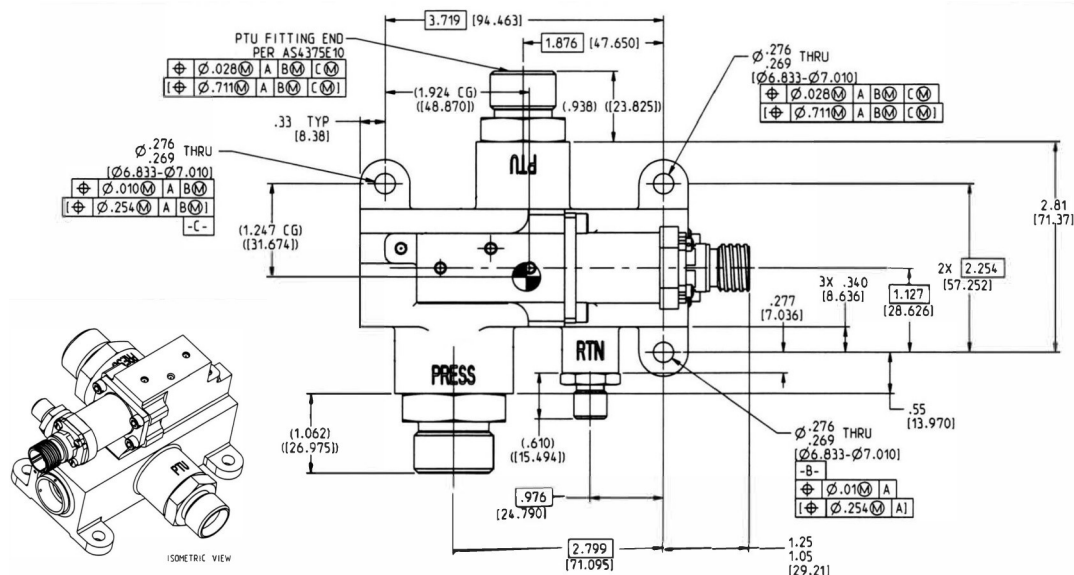 3.719 [94.463]
1.876 [47.650]
PTU FITTING END
PER AS4375E10
⌖ Ø.028Ⓜ A BⓂ CⓂ
[⌖ Ø.711Ⓜ A BⓂ CⓂ]
(1.924 CG)
([48.870])
(.938) ([23.825])
Ø.276
.269 THRU
[Ø6.833-Ø7.010]
⌖ Ø.028Ⓜ A BⓂ CⓂ
[⌖ Ø.711Ⓜ A BⓂ CⓂ]
.33 TYP
[8.38]
Ø.276
.269 THRU
[Ø6.833-Ø7.010]
⌖ Ø.010Ⓜ A BⓂ
[⌖ Ø.254Ⓜ A BⓂ]
-C-
PTU
(1.247 CG)
([31.674])
2.81
[71.37]
2X 2.254
[57.252]
3X .340
[8.636]
1.127
[28.626]
.277
[7.036]
RTN
PRESS
.55
[13.970]
(1.062)
([26.975])
(.610)
([15.494])
Ø.276
.269 THRU
[Ø6.833-Ø7.010]
-B-
⌖ Ø.01Ⓜ A
[⌖ Ø.254Ⓜ A]
.976
[24.790]
2.799
[71.095]
1.25
1.05
[29.21]
PTU
ISOMETRIC VIEW